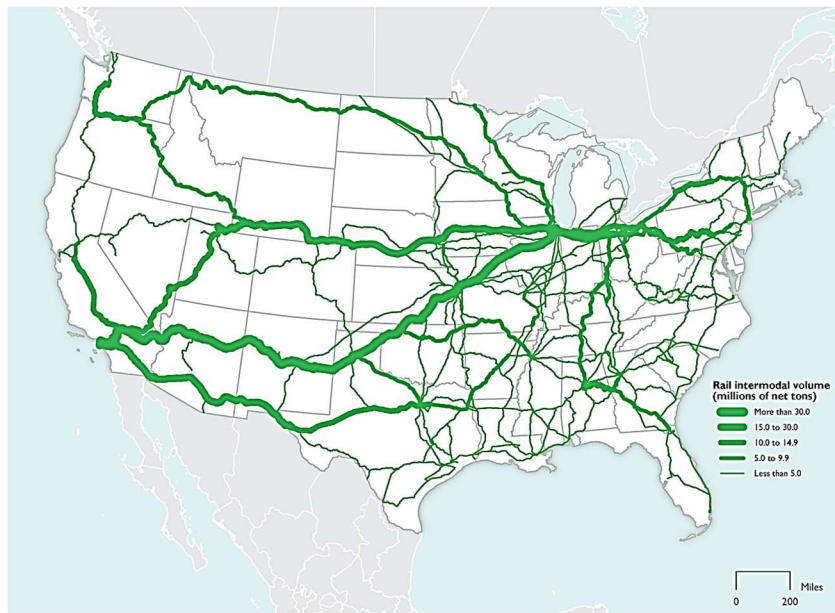 Rail intermodal volume
(millions of net tons)
More than 30.0
15.0 to 30.0
10.0 to 14.9
5.0 to 9.9
Less than 5.0
Miles
0 200